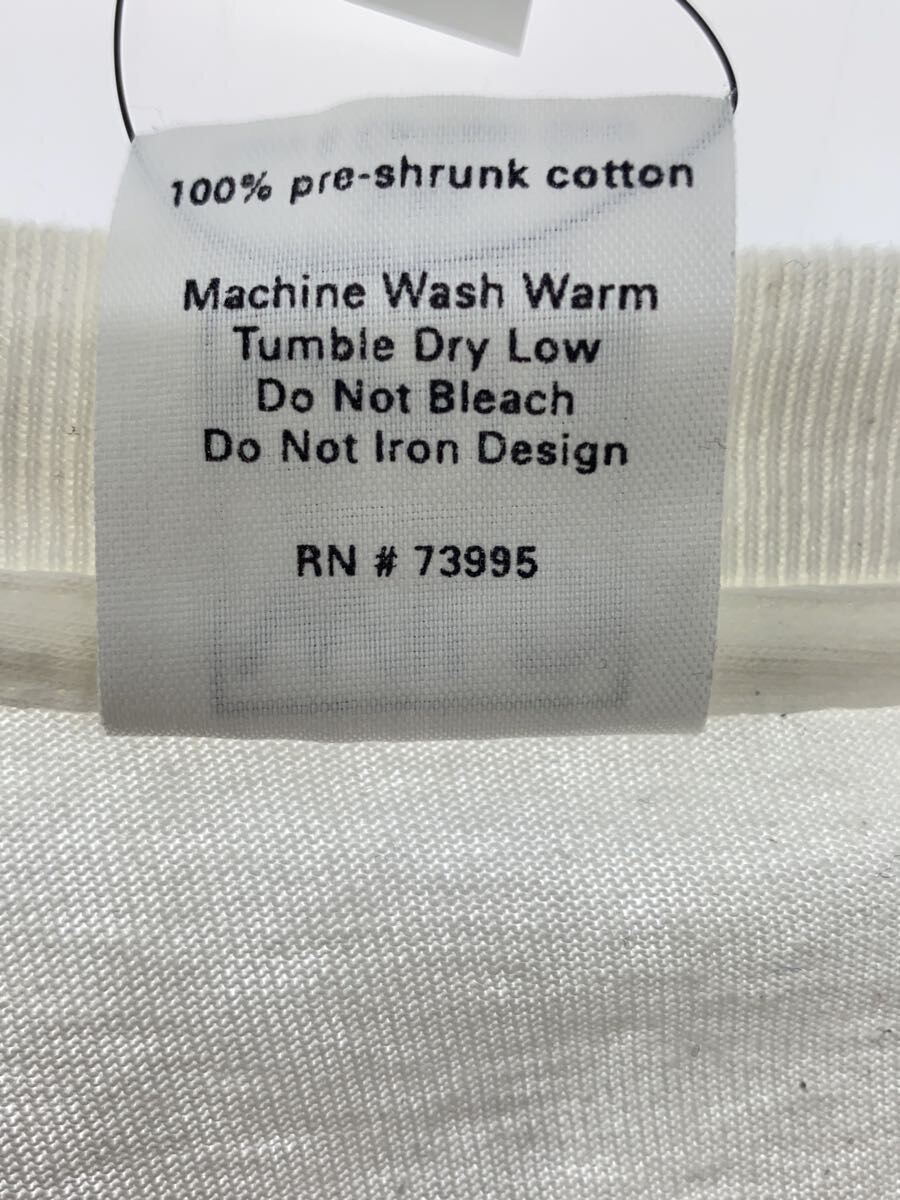 100% pre-shrunk cotton
Machine Wash Warm
Tumble Dry Low
Do Not Bleach
Do Not Iron Design
RN # 73995